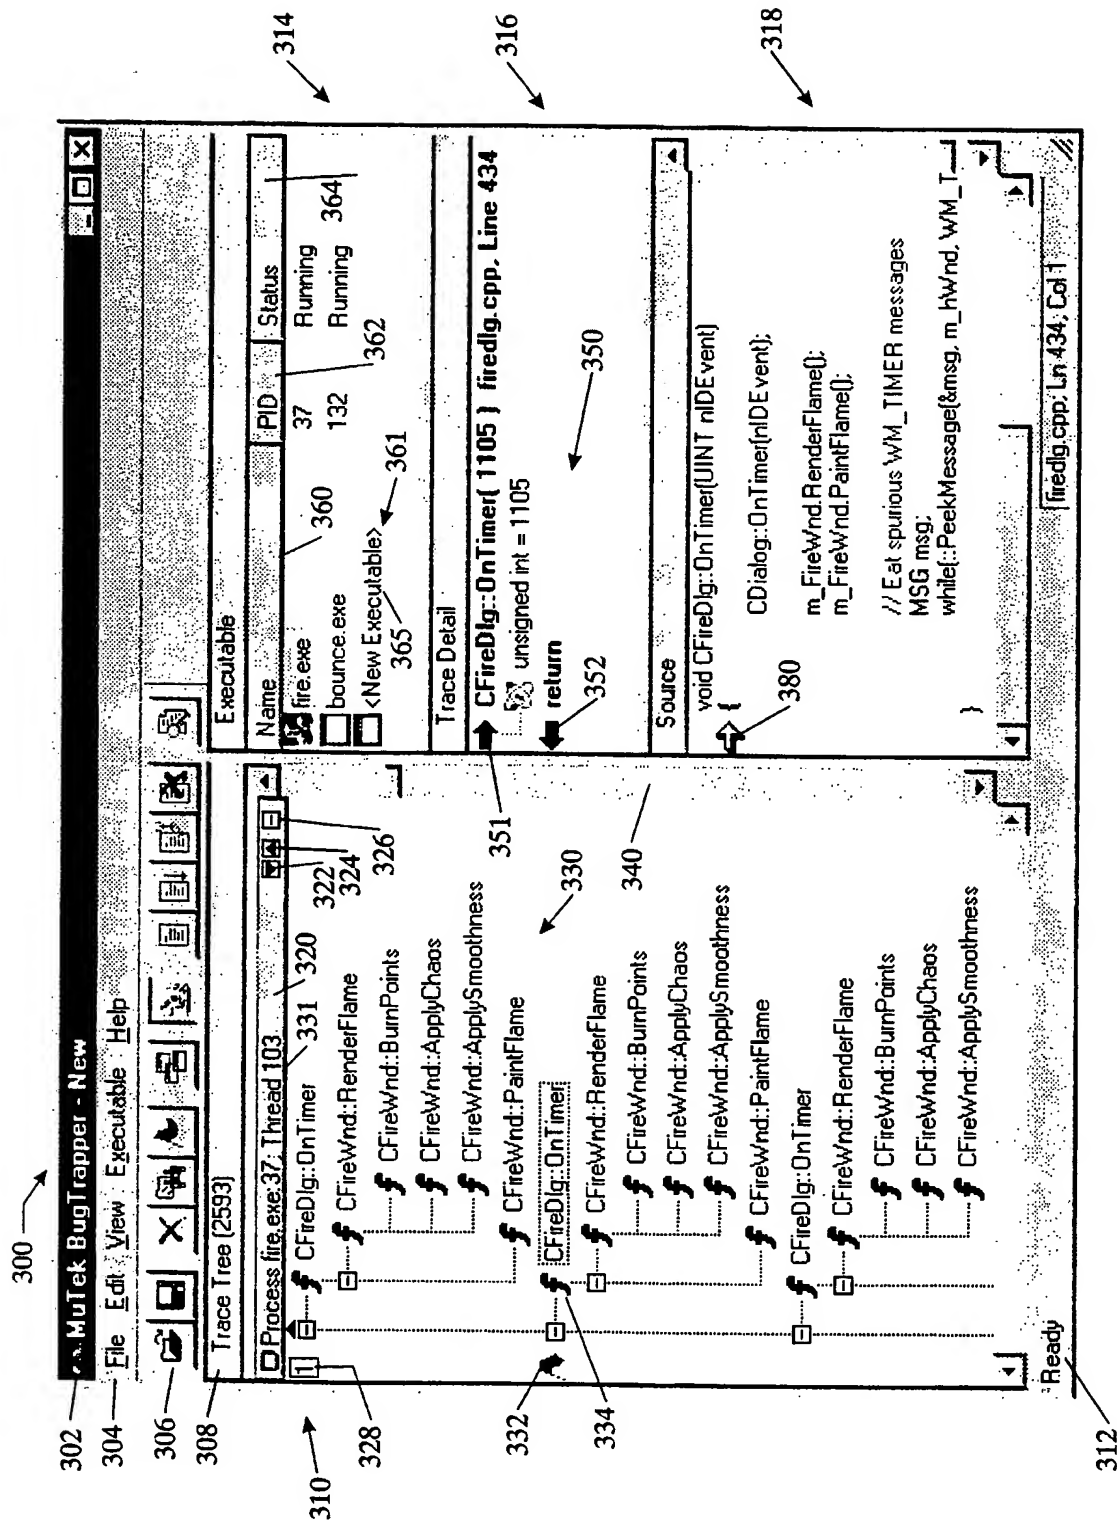 300
302
MuTek BugTrapper - New
304
File Edit View Executable Help
306
308
Trace Tree [2593]
310
Process fire.exe:37; Thread 103
320
331
322
324
326
328
1
CFireDlg::OnTimer
CFireWnd::RenderFlame
CFireWnd::BurnPoints
CFireWnd::ApplyChaos
CFireWnd::ApplySmoothness
CFireWnd::PaintFlame
330
332
334
CFireDlg::OnTimer
CFireWnd::RenderFlame
CFireWnd::BurnPoints
CFireWnd::ApplyChaos
CFireWnd::ApplySmoothness
CFireWnd::PaintFlame
340
CFireDlg::OnTimer
CFireWnd::RenderFlame
CFireWnd::BurnPoints
CFireWnd::ApplyChaos
CFireWnd::ApplySmoothness
312
Ready
314
Executable
Name PID Status
fire.exe 37 Running
bounce.exe 132 Running
<New Executable>
360
361
362
364
365
316
Trace Detail
CFireDlg::OnTimer( 1105 ) firedlg.cpp, Line 434
unsigned int = 1105
return
350
351
352
318
Source
void CFireDlg::OnTimer(UINT nIDEvent)
{
380
CDialog::OnTimer(nIDEvent);
m_FireWnd.RenderFlame();
m_FireWnd.PaintFlame();
// Eat spurious WM_TIMER messages
MSG msg;
while(::PeekMessage(&msg, m_hWnd, WM_T
}
firedlg.cpp; Ln 434, Col 1